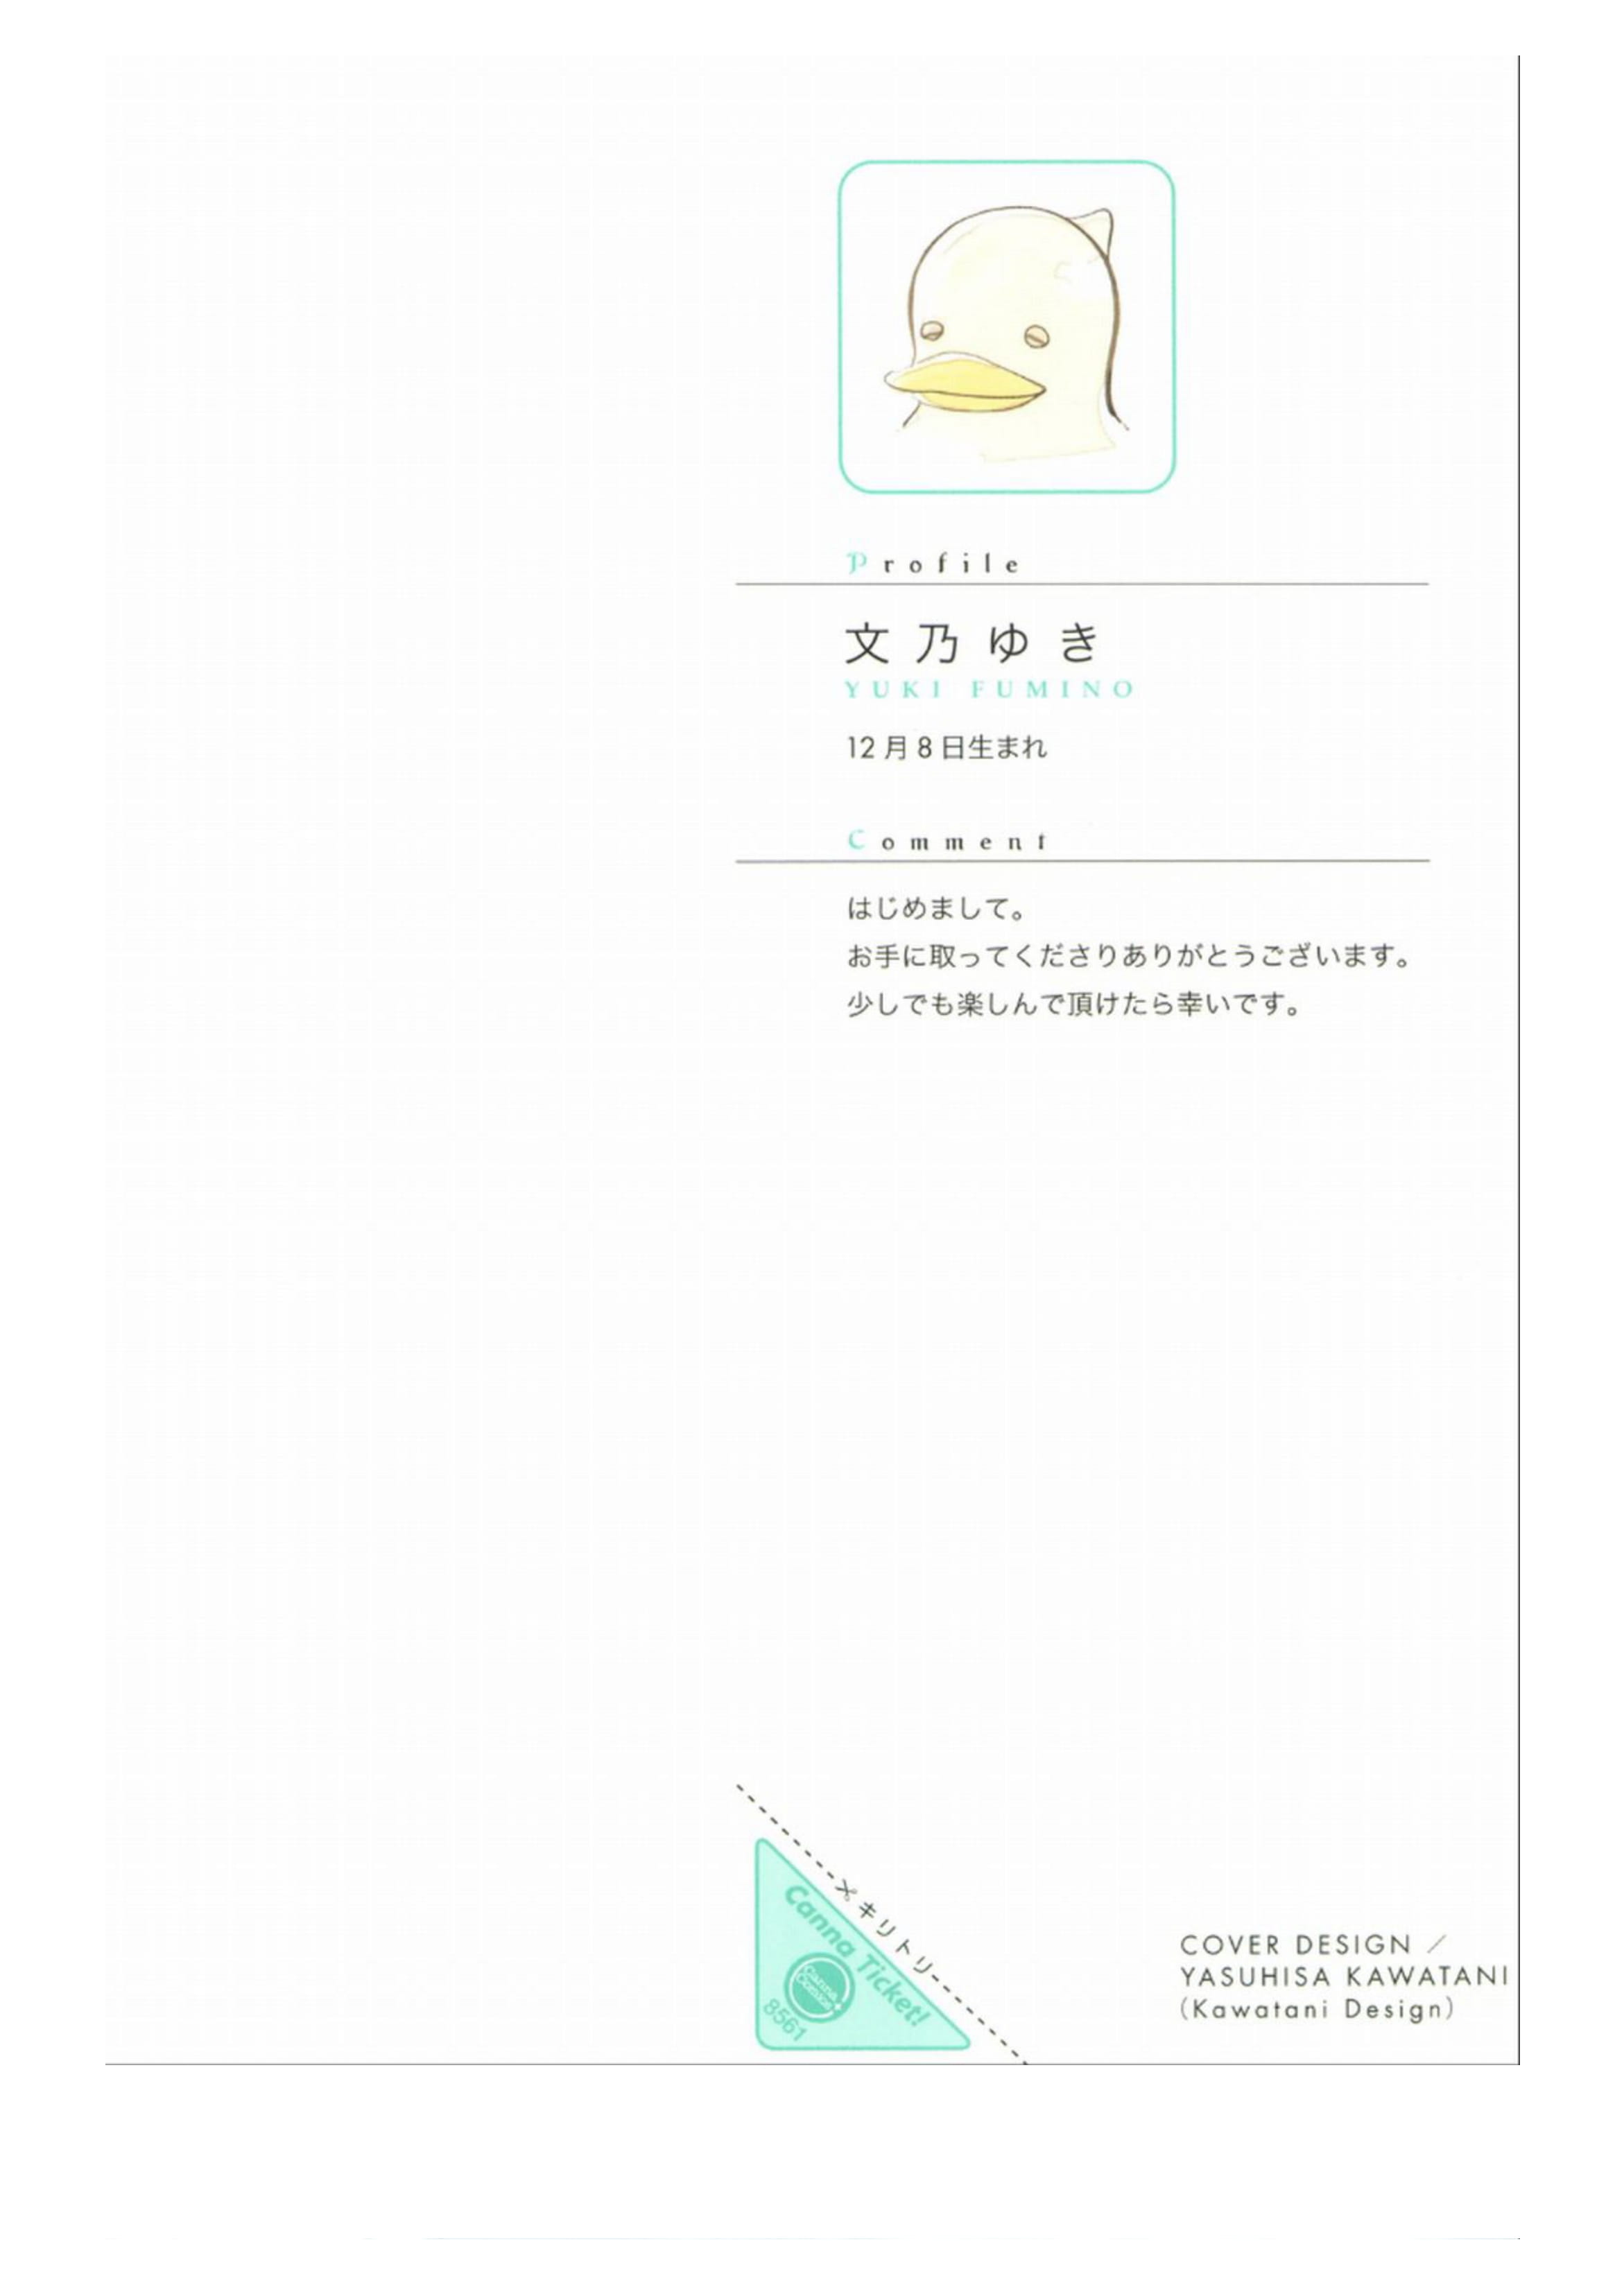 Profile
文乃ゆき
YUKI FUMINO
12月8日生まれ
Comment
はじめまして。
お手に取ってくださりありがとうございます。
少しでも楽しんで頂けたら幸いです。
キリトリ
Canna Ticket!
Canna Comics
8561
COVER DESIGN ／
YASUHISA KAWATANI
(Kawatani Design)